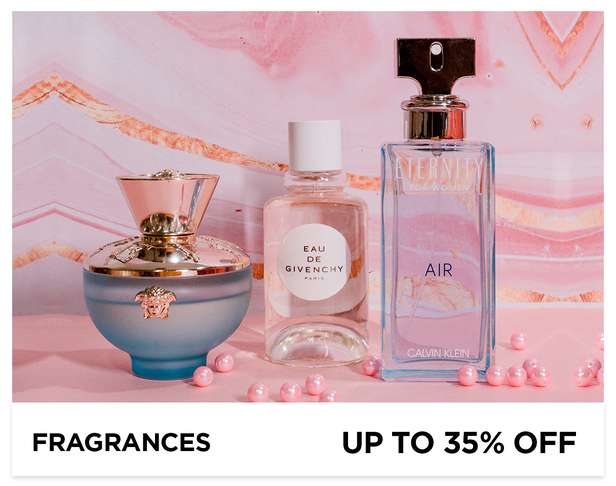 EAU
DE
GIVENCHY
PARIS
ETERNITY
FOR WOMEN
AIR
CALVIN KLEIN
FRAGRANCES
UP TO 35% OFF